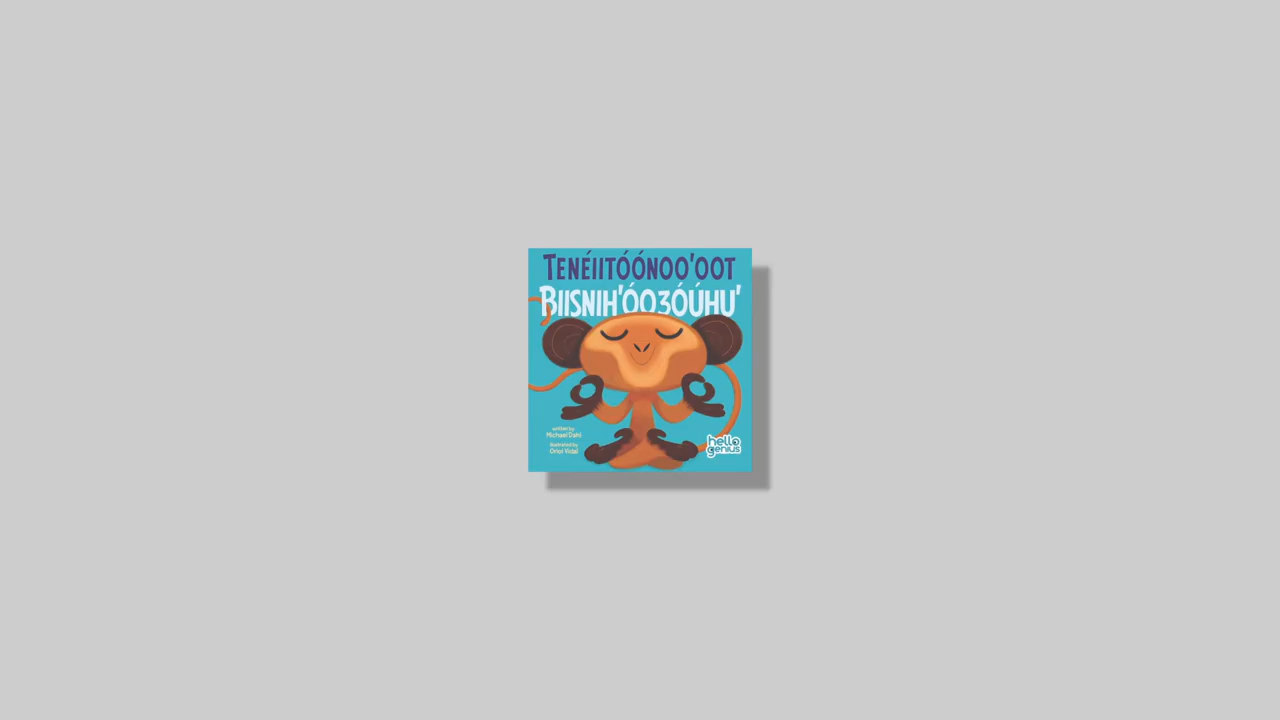 TENÉIITÓÓNOO'OOT
BIISNIH'ÓO3ÓÚHU'
written by
Michael Dahl
illustrated by
Oriol Vidal
hello
genius